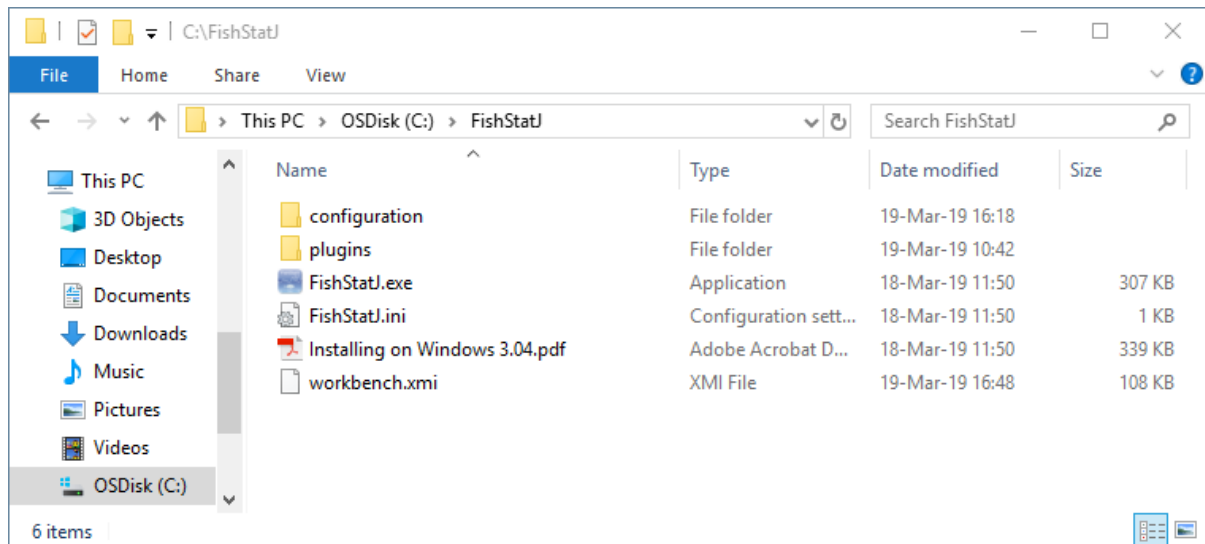 C:\FishStatJ
File Home Share View
This PC > OSDisk (C:) > FishStatJ Search FishStatJ
Name Type Date modified Size
This PC
3D Objects
Desktop
Documents
Downloads
Music
Pictures
Videos
OSDisk (C:)
configuration File folder 19-Mar-19 16:18
plugins File folder 19-Mar-19 10:42
FishStatJ.exe Application 18-Mar-19 11:50 307 KB
FishStatJ.ini Configuration sett... 18-Mar-19 11:50 1 KB
Installing on Windows 3.04.pdf Adobe Acrobat D... 18-Mar-19 11:50 339 KB
workbench.xmi XMI File 19-Mar-19 16:48 108 KB
6 items